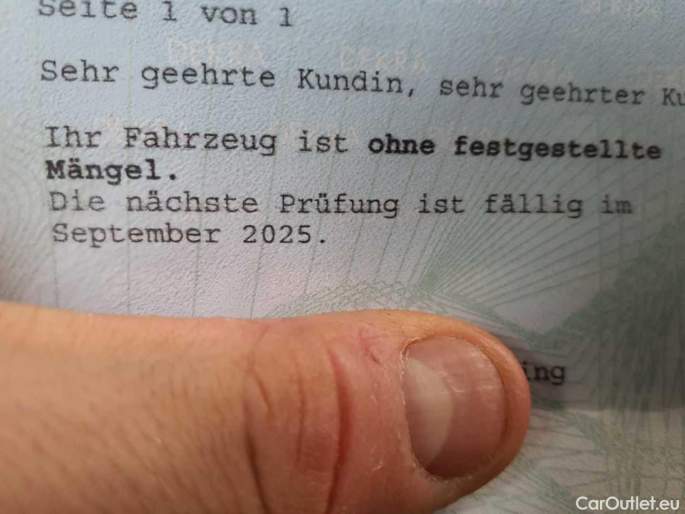 Seite 1 von 1
Sehr geehrte Kundin, sehr geehrter
Ihr Fahrzeug ist ohne festgestellte
Mängel.
Die nächste Prüfung ist fällig im
September 2025.
CarOutlet.eu